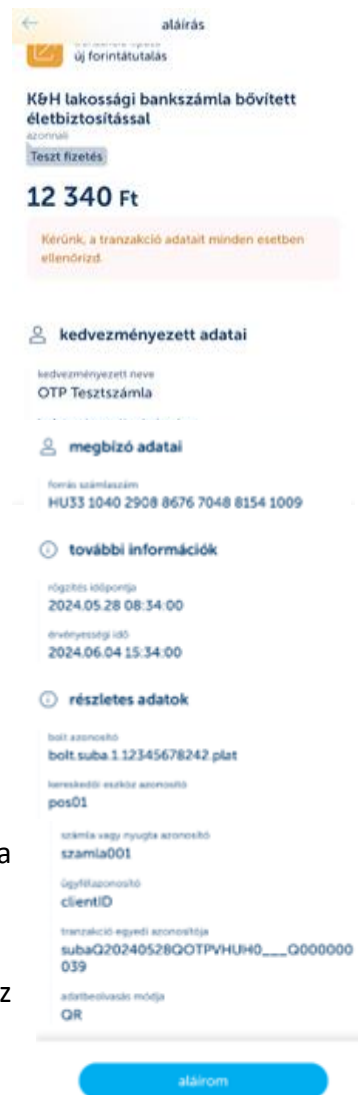 aláírás
új forintátutalás
K&H lakossági bankszámla bővített
életbiztosítással
azonnali
Teszt fizetés
12 340 Ft
Kérünk, a tranzakció adatait minden esetben
ellenőrizd.
kedvezményezett adatai
kedvezményezett neve
OTP Tesztszámla
megbízó adatai
forrás számlaszám
HU33 1040 2908 8676 7048 8154 1009
további információk
rögzítés időpontja
2024.05.28 08:34:00
érvényességi idő
2024.06.04 15:34:00
részletes adatok
bolt azonosító
bolt.suba.1.12345678242.plat
kereskedői eszköz azonosító
pos01
a
számla vagy nyugta azonosító
szamla001
ügyfélazonosító
clientID
tranzakció egyedi azonosítója
subaQ20240528QOTPVHUH0___Q0000000
039
z
adatbeolvasás módja
QR
aláírom